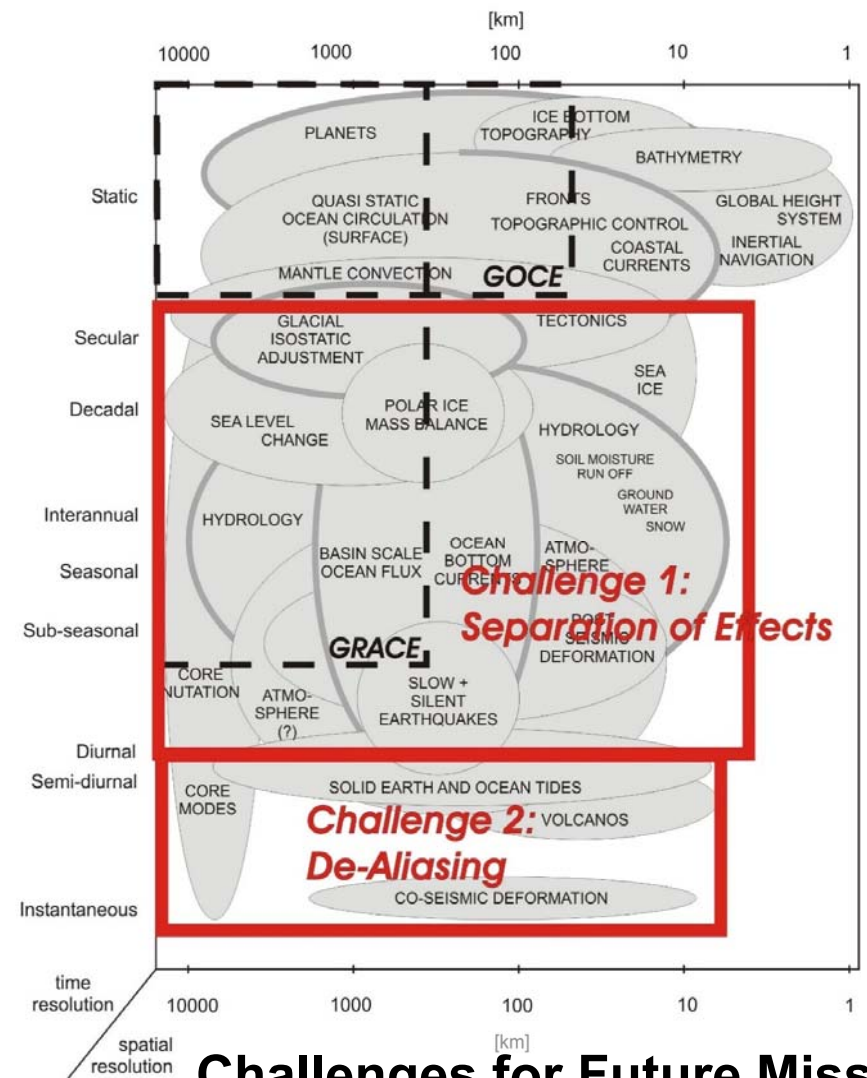 [km]
10000 1000 100 10 1
ICE BOTTOM
TOPOGRAPHY
PLANETS
BATHYMETRY
Static
QUASI STATIC
OCEAN CIRCULATION
(SURFACE)
FRONTS
TOPOGRAPHIC CONTROL
COASTAL
CURRENTS
GLOBAL HEIGHT
SYSTEM
INERTIAL
NAVIGATION
MANTLE CONVECTION
GOCE
Secular
GLACIAL
ISOSTATIC
ADJUSTMENT
TECTONICS
SEA
ICE
Decadal
POLAR ICE
MASS BALANCE
SEA LEVEL
CHANGE
HYDROLOGY
SOIL MOISTURE
RUN OFF
GROUND
WATER
SNOW
Interannual
HYDROLOGY
BASIN SCALE
OCEAN FLUX
OCEAN
BOTTOM
CURRENTS
ATMO-
SPHERE
Seasonal
Challenge 1:
Separation of Effects
Sub-seasonal
POST
SEISMIC
DEFORMATION
GRACE
CORE
NUTATION
ATMO-
SPHERE
(?)
SLOW +
SILENT
EARTHQUAKES
Diurnal
Semi-diurnal
CORE
MODES
SOLID EARTH AND OCEAN TIDES
VOLCANOS
Challenge 2:
De-Aliasing
CO-SEISMIC DEFORMATION
Instantaneous
time
resolution
10000 1000 100 10 1
[km]
spatial
resolution
Challenges for Future Miss